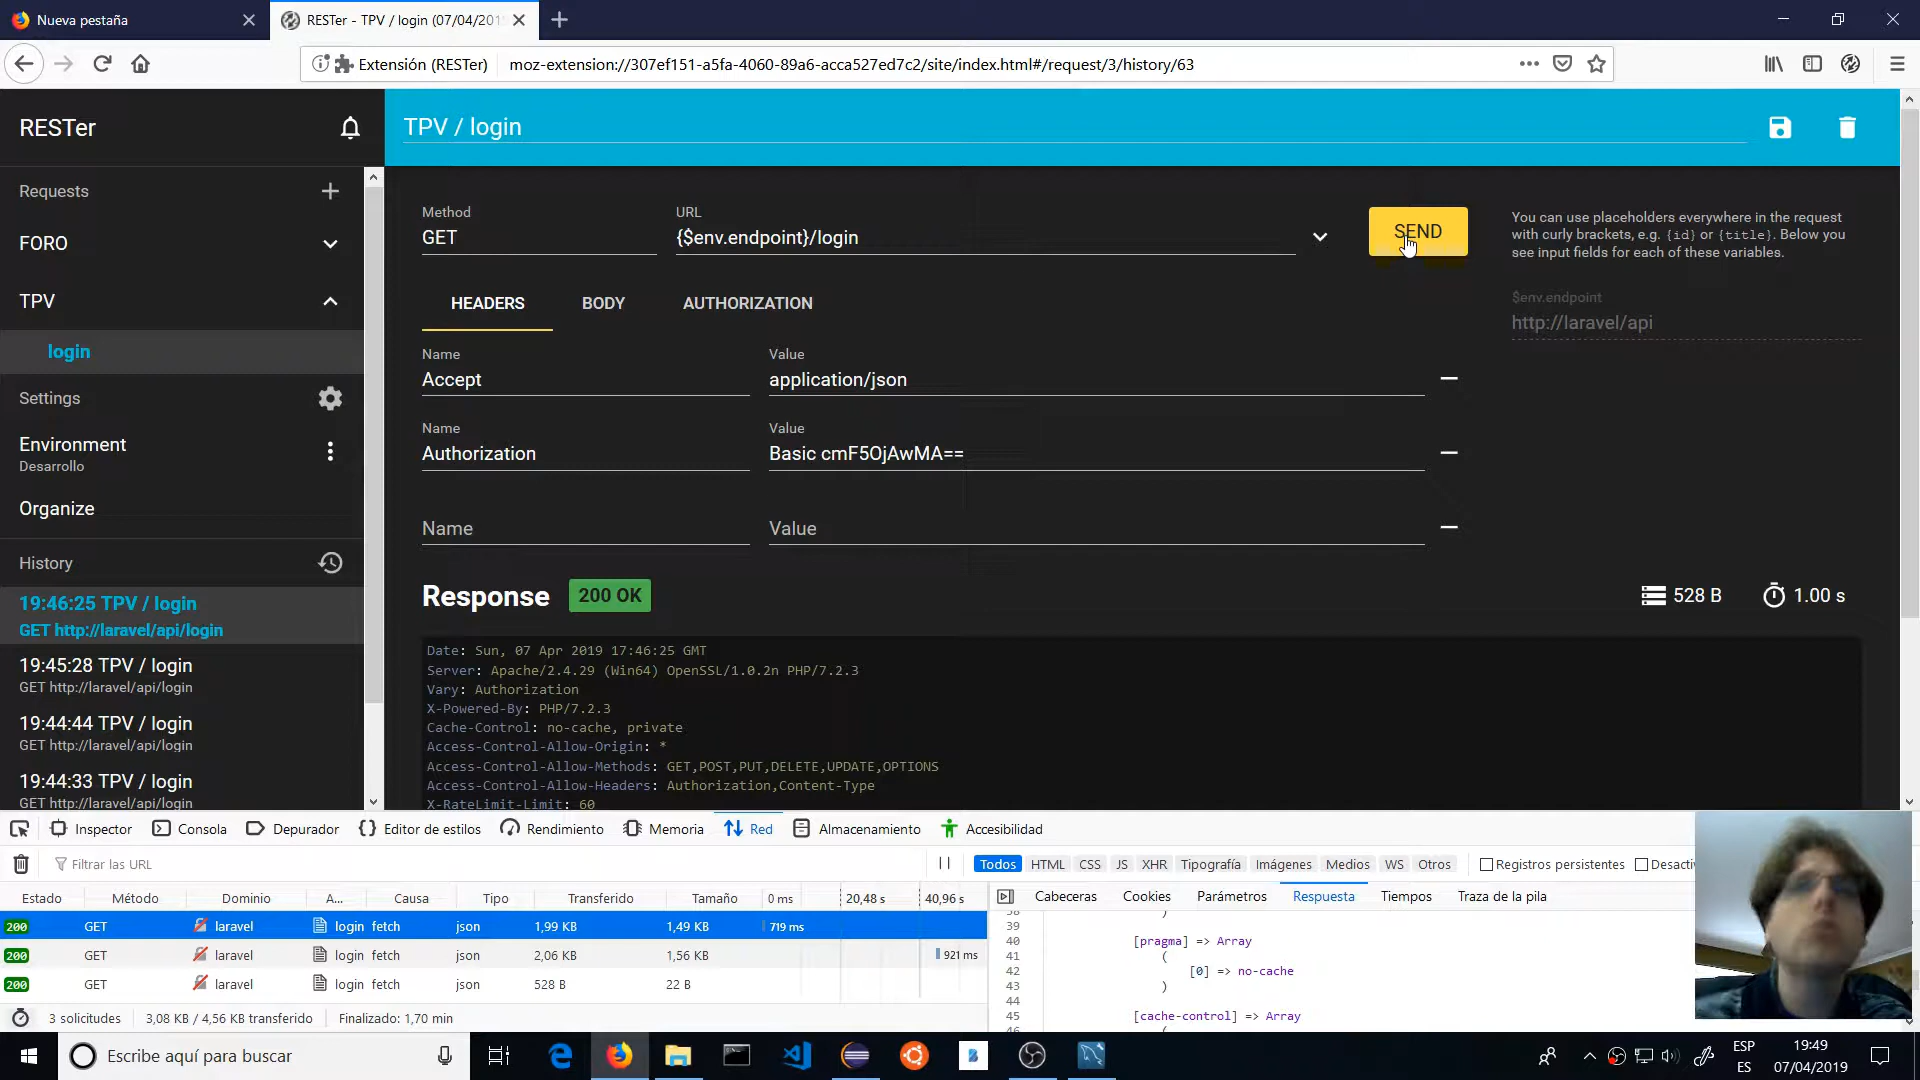 Nueva pestaña
RESTer - TPV / login (07/04/201
Extensión (RESTer)
moz-extension://307ef151-a5fa-4060-89a6-acca527ed7c2/site/index.html#/request/3/history/63
RESTer
TPV / login
Requests
FORO
TPV
login
Settings
Environment
Desarrollo
Organize
History
19:46:25 TPV / login
GET http://laravel/api/login
19:45:28 TPV / login
GET http://laravel/api/login
19:44:44 TPV / login
GET http://laravel/api/login
19:44:33 TPV / login
GET http://laravel/api/login
Method
GET
URL
{$env.endpoint}/login
SEND
You can use placeholders everywhere in the request
with curly brackets, e.g. {id} or {title}. Below you
see input fields for each of these variables.
$env.endpoint
http://laravel/api
HEADERS
BODY
AUTHORIZATION
Name
Value
Accept
application/json
Name
Value
Authorization
Basic cmF5OjAwMA==
Name
Value
Response
200 OK
528 B
1.00 s
Date: Sun, 07 Apr 2019 17:46:25 GMT
Server: Apache/2.4.29 (Win64) OpenSSL/1.0.2n PHP/7.2.3
Vary: Authorization
X-Powered-By: PHP/7.2.3
Cache-Control: no-cache, private
Access-Control-Allow-Origin: *
Access-Control-Allow-Methods: GET,POST,PUT,DELETE,UPDATE,OPTIONS
Access-Control-Allow-Headers: Authorization,Content-Type
X-RateLimit-Limit: 60
Inspector
Consola
Depurador
Editor de estilos
Rendimiento
Memoria
Red
Almacenamiento
Accesibilidad
Filtrar las URL
Todos HTML CSS JS XHR Tipografía Imágenes Medios WS Otros
Registros persistentes
Desacti
Estado Método Dominio A... Causa Tipo Transferido Tamaño 0 ms 20,48 s 40,96 s
200 GET laravel login fetch json 1,99 KB 1,49 KB 719 ms
200 GET laravel login fetch json 2,06 KB 1,56 KB 921 ms
200 GET laravel login fetch json 528 B 22 B
3 solicitudes
3,08 KB / 4,56 KB transferido
Finalizado: 1,70 min
Cabeceras Cookies Parámetros Respuesta Tiempos Traza de la pila
38 )
39
40 [pragma] => Array
41 (
42 [0] => no-cache
43 )
44
45 [cache-control] => Array
46 (
Escribe aquí para buscar
ESP
ES
19:49
07/04/2019